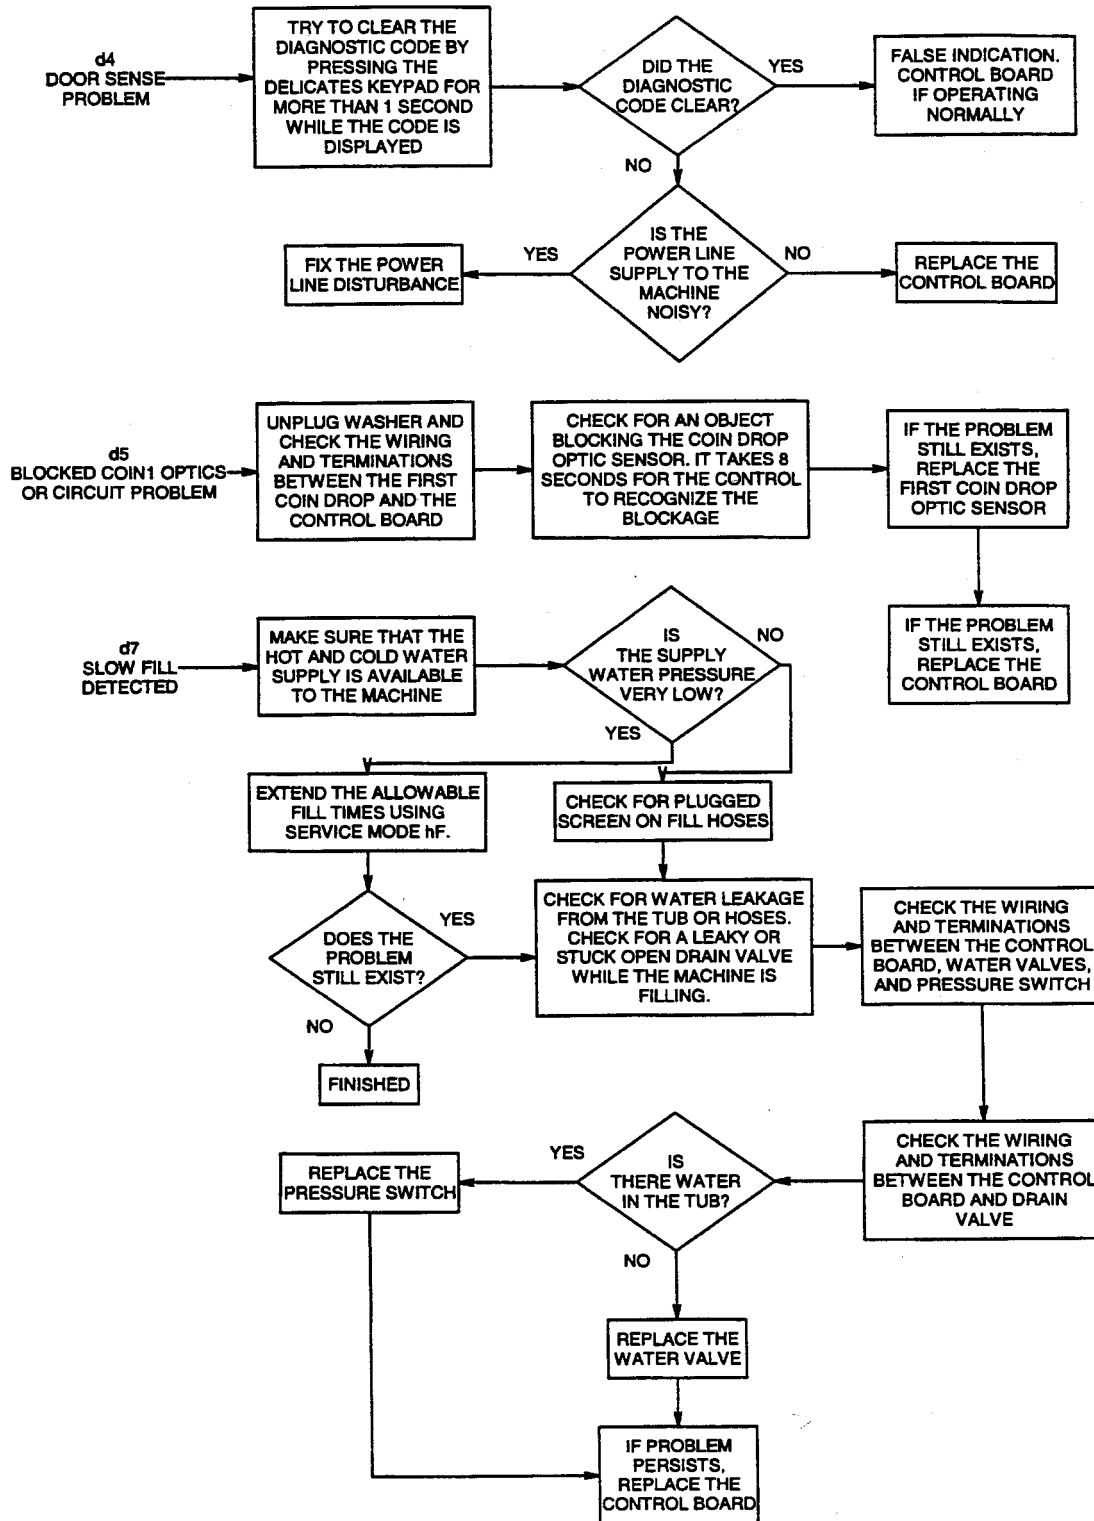 d4
DOOR SENSE
PROBLEM
TRY TO CLEAR THE
DIAGNOSTIC CODE BY
PRESSING THE
DELICATES KEYPAD FOR
MORE THAN 1 SECOND
WHILE THE CODE IS
DISPLAYED
DID THE
DIAGNOSTIC
CODE CLEAR?
YES
FALSE INDICATION.
CONTROL BOARD
IF OPERATING
NORMALLY
NO
IS THE
POWER LINE
SUPPLY TO THE
MACHINE
NOISY?
YES
FIX THE POWER
LINE DISTURBANCE
NO
REPLACE THE
CONTROL BOARD
d5
BLOCKED COIN1 OPTICS
OR CIRCUIT PROBLEM
UNPLUG WASHER AND
CHECK THE WIRING
AND TERMINATIONS
BETWEEN THE FIRST
COIN DROP AND THE
CONTROL BOARD
CHECK FOR AN OBJECT
BLOCKING THE COIN DROP
OPTIC SENSOR. IT TAKES 8
SECONDS FOR THE CONTROL
TO RECOGNIZE THE
BLOCKAGE
IF THE PROBLEM
STILL EXISTS,
REPLACE THE
FIRST COIN DROP
OPTIC SENSOR
IF THE PROBLEM
STILL EXISTS,
REPLACE THE
CONTROL BOARD
d7
SLOW FILL
DETECTED
MAKE SURE THAT THE
HOT AND COLD WATER
SUPPLY IS AVAILABLE
TO THE MACHINE
IS
THE SUPPLY
WATER PRESSURE
VERY LOW?
NO
YES
EXTEND THE ALLOWABLE
FILL TIMES USING
SERVICE MODE hF.
CHECK FOR PLUGGED
SCREEN ON FILL HOSES
DOES THE
PROBLEM
STILL EXIST?
YES
NO
FINISHED
CHECK FOR WATER LEAKAGE
FROM THE TUB OR HOSES.
CHECK FOR A LEAKY OR
STUCK OPEN DRAIN VALVE
WHILE THE MACHINE IS
FILLING.
CHECK THE WIRING
AND TERMINATIONS
BETWEEN THE CONTROL
BOARD, WATER VALVES,
AND PRESSURE SWITCH
CHECK THE WIRING
AND TERMINATIONS
BETWEEN THE CONTROL
BOARD AND DRAIN
VALVE
IS
THERE WATER
IN THE TUB?
YES
REPLACE THE
PRESSURE SWITCH
NO
REPLACE THE
WATER VALVE
IF PROBLEM
PERSISTS,
REPLACE THE
CONTROL BOARD